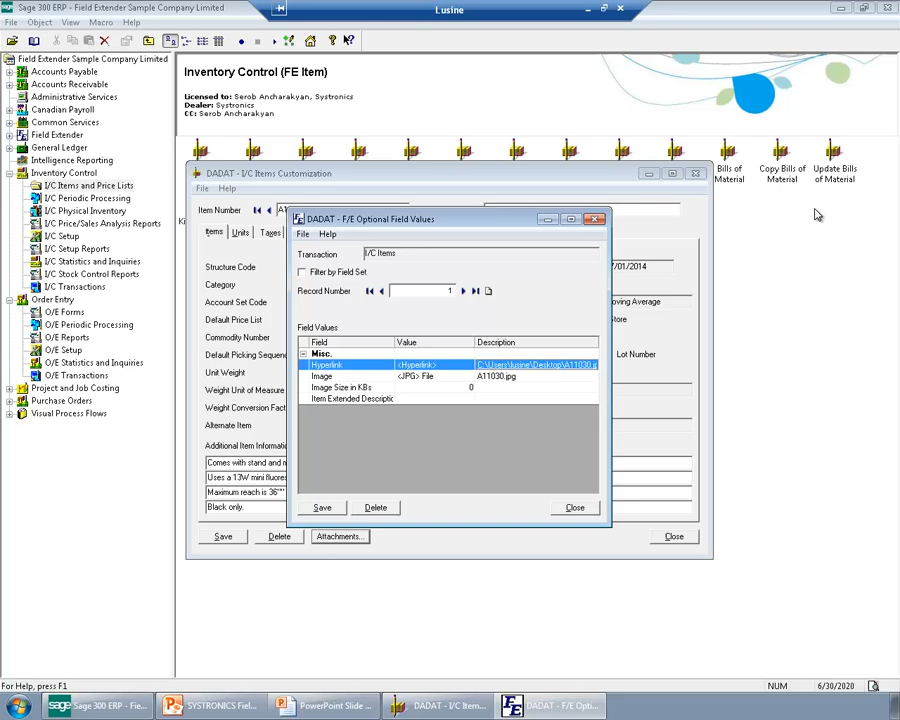 Sage 300 ERP - Field Extender Sample Company Limited
Lusine
File Object View Macro Help
Field Extender Sample Company Limited
Accounts Payable
Accounts Receivable
Administrative Services
Canadian Payroll
Common Services
Field Extender
General Ledger
Intelligence Reporting
Inventory Control
I/C Items and Price Lists
I/C Periodic Processing
I/C Physical Inventory
I/C Price/Sales Analysis Reports
I/C Setup
I/C Setup Reports
I/C Statistics and Inquiries
I/C Stock Control Reports
I/C Transactions
Order Entry
O/E Forms
O/E Periodic Processing
O/E Reports
O/E Setup
O/E Statistics and Inquiries
O/E Transactions
Project and Job Costing
Purchase Orders
Visual Process Flows
Inventory Control (FE Item)
Licensed to: Serob Ancharakyan, Systronics
Dealer: Systronics
CC: Serob Ancharakyan
Bills of Material
Copy Bills of Material
Update Bills of Material
DADAT - I/C Items Customization
File Help
Item Number
Items Units Taxes
Structure Code
7/01/2014
Category
Account Set Code
oving Average
Default Price List
Store
Commodity Number
Default Picking Sequenc
Lot Number
Unit Weight
Weight Unit of Measure
Weight Conversion Fact
Alternate Item
Additional Item Informati
Comes with stand and m
Uses a 13W mini fluores
Maximum reach is 36""
Black only.
Save Delete Attachments... Close
DADAT - F/E Optional Field Values
File Help
Transaction I/C Items
Filter by Field Set
Record Number 1
Field Values
Field Value Description
Misc.
Hyperlink <Hyperlink> C:\Users\lusine\Desktop\A11030.jp
Image <JPG> File A11030.jpg
Image Size in KBs 0
Item Extended Descriptic
Save Delete Close
For Help, press F1
NUM 6/30/2020
sage Sage 300 ERP - Fie...
SYSTRONICS Fiel...
PowerPoint Slide ...
DADAT - I/C Item...
DADAT - F/E Opti...